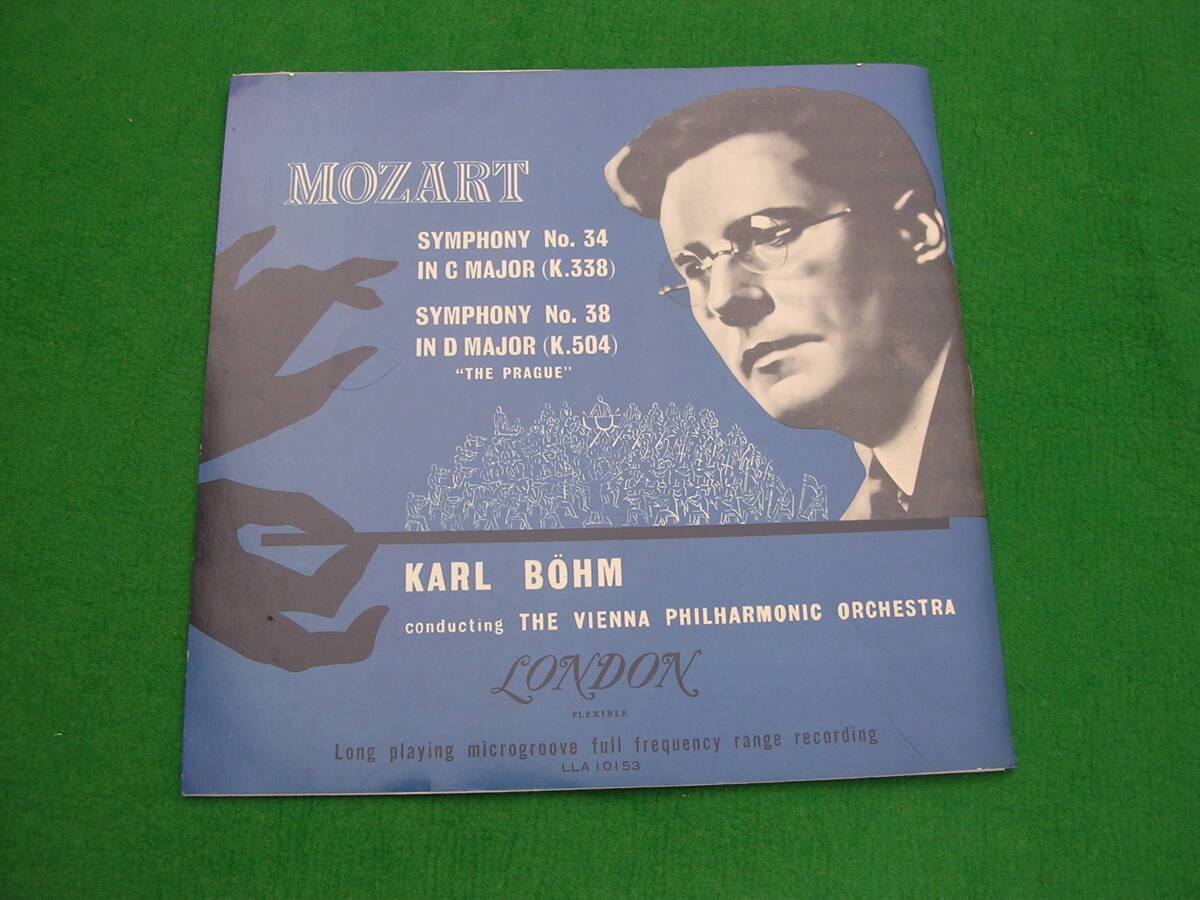 MOZART
SYMPHONY No. 34
IN C MAJOR (K.338)
SYMPHONY No. 38
IN D MAJOR (K.504)
"THE PRAGUE"
KARL BÖHM
conducting THE VIENNA PHILHARMONIC ORCHESTRA
LONDON
FLEXIBLE
Long playing microgroove full frequency range recording
LLA 10153